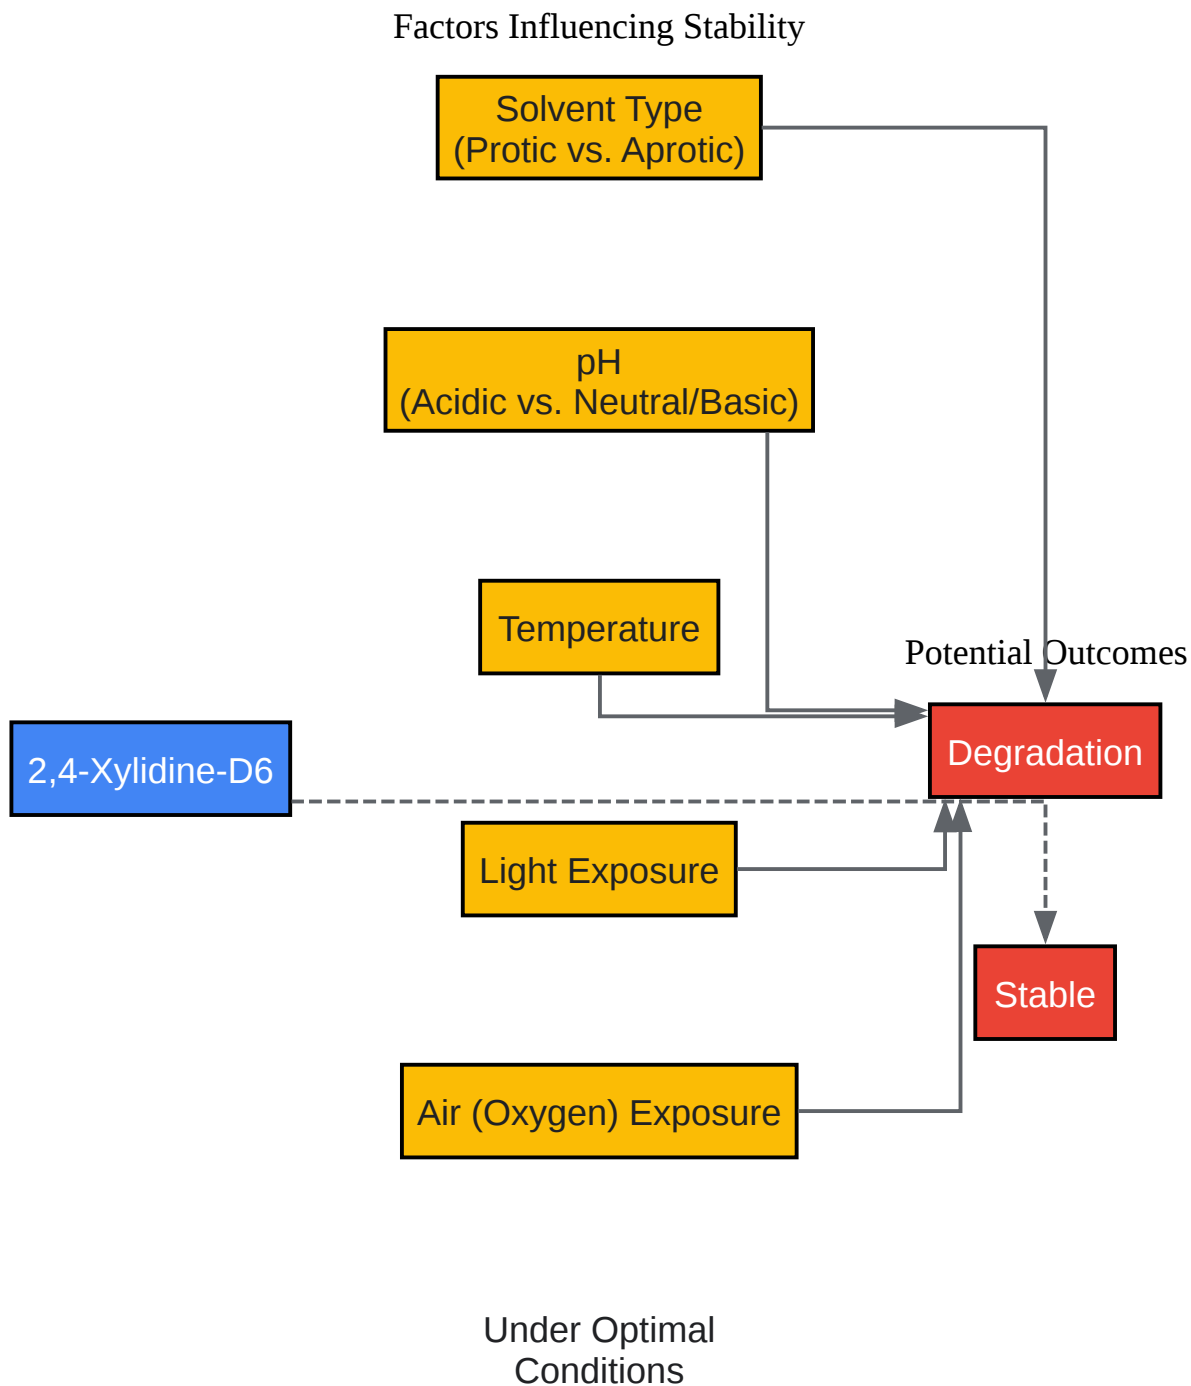 Factors Influencing Stability
Solvent Type
(Protic vs. Aprotic)
pH
(Acidic vs. Neutral/Basic)
Temperature
Potential Outcomes
Degradation
2,4-Xylidine-D6
Light Exposure
Stable
Air (Oxygen) Exposure
Under Optimal
Conditions